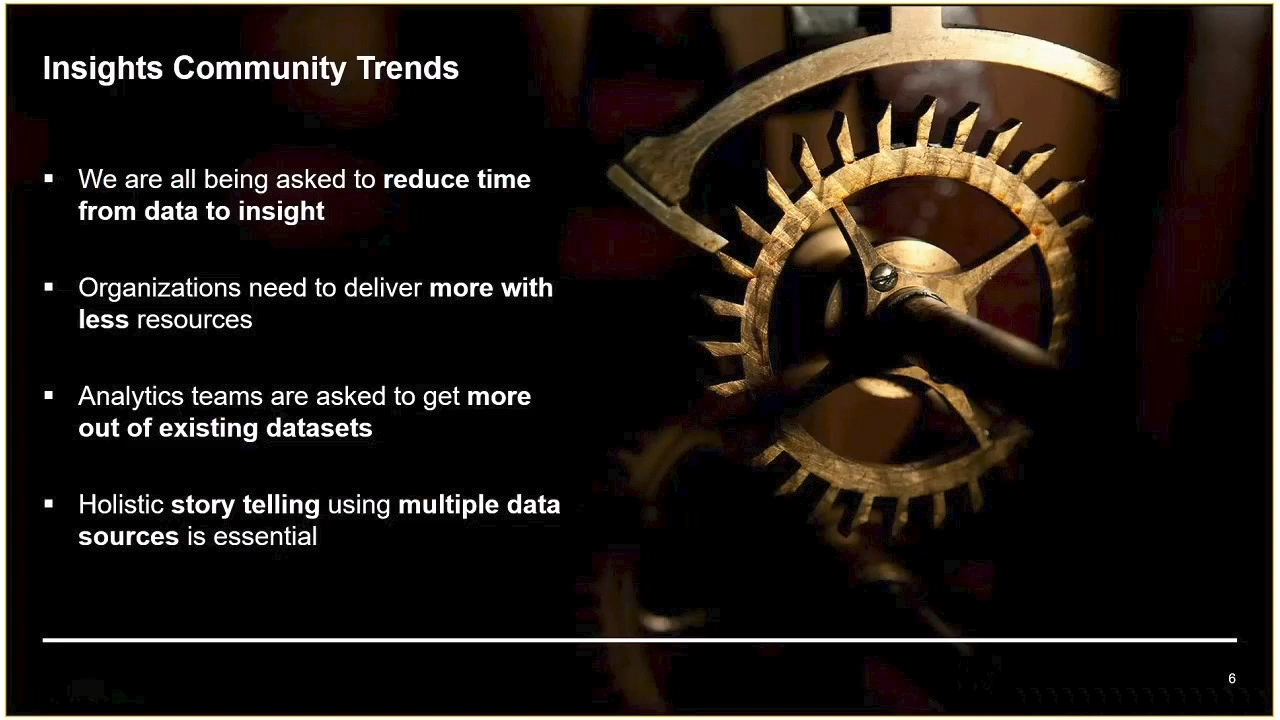 Insights Community Trends
▪ We are all being asked to reduce time
from data to insight
▪ Organizations need to deliver more with
less resources
▪ Analytics teams are asked to get more
out of existing datasets
▪ Holistic story telling using multiple data
sources is essential
6